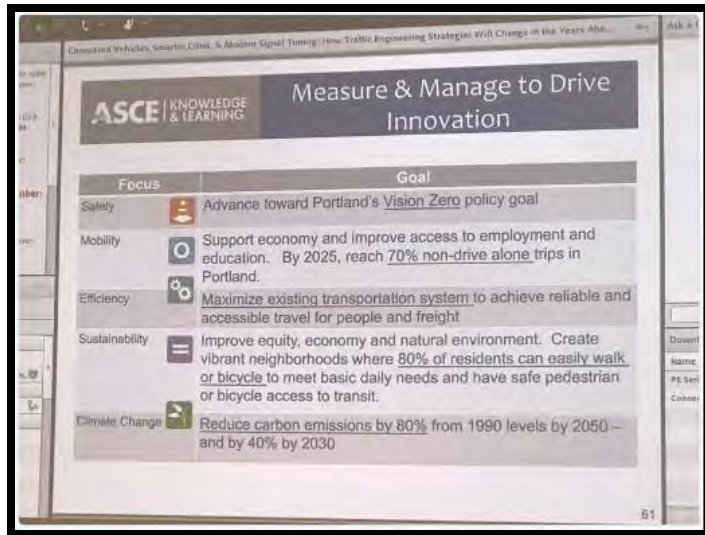 Connected Vehicles, Smarter Cities, & Modern Signal Timing: How Traffic Engineering Strategies Will Change in the Years Ahe...
ASCE KNOWLEDGE
& LEARNING
Measure & Manage to Drive
Innovation
Focus
Goal
Safety
Advance toward Portland's Vision Zero policy goal
Mobility
Support economy and improve access to employment and
education. By 2025, reach 70% non-drive alone trips in
Portland.
Efficiency
Maximize existing transportation system to achieve reliable and
accessible travel for people and freight
Sustainability
Improve equity, economy and natural environment. Create
vibrant neighborhoods where 80% of residents can easily walk
or bicycle to meet basic daily needs and have safe pedestrian
or bicycle access to transit.
Climate Change
Reduce carbon emissions by 80% from 1990 levels by 2050 –
and by 40% by 2030
61
Name